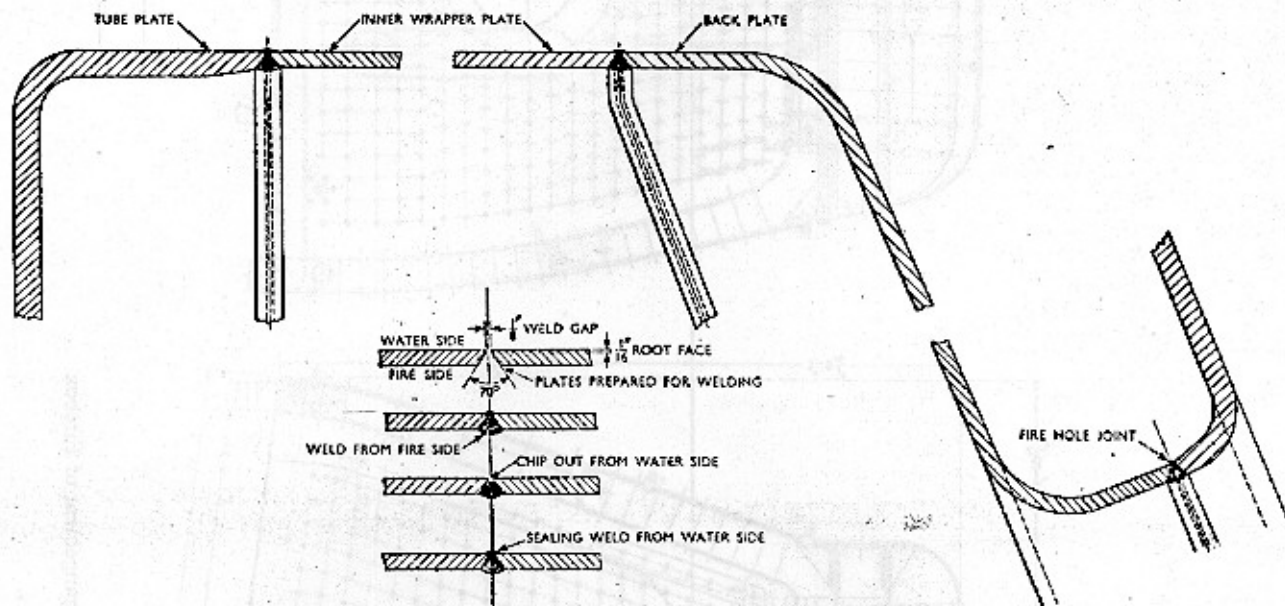 TUBE PLATE
INNER WRAPPER PLATE
BACK PLATE
WELD GAP
WATER SIDE
ROOT FACE
FIRE SIDE
PLATES PREPARED FOR WELDING
70°
WELD FROM FIRE SIDE
FIRE HOLE JOINT
CHIP OUT FROM WATER SIDE
SEALING WELD FROM WATER SIDE